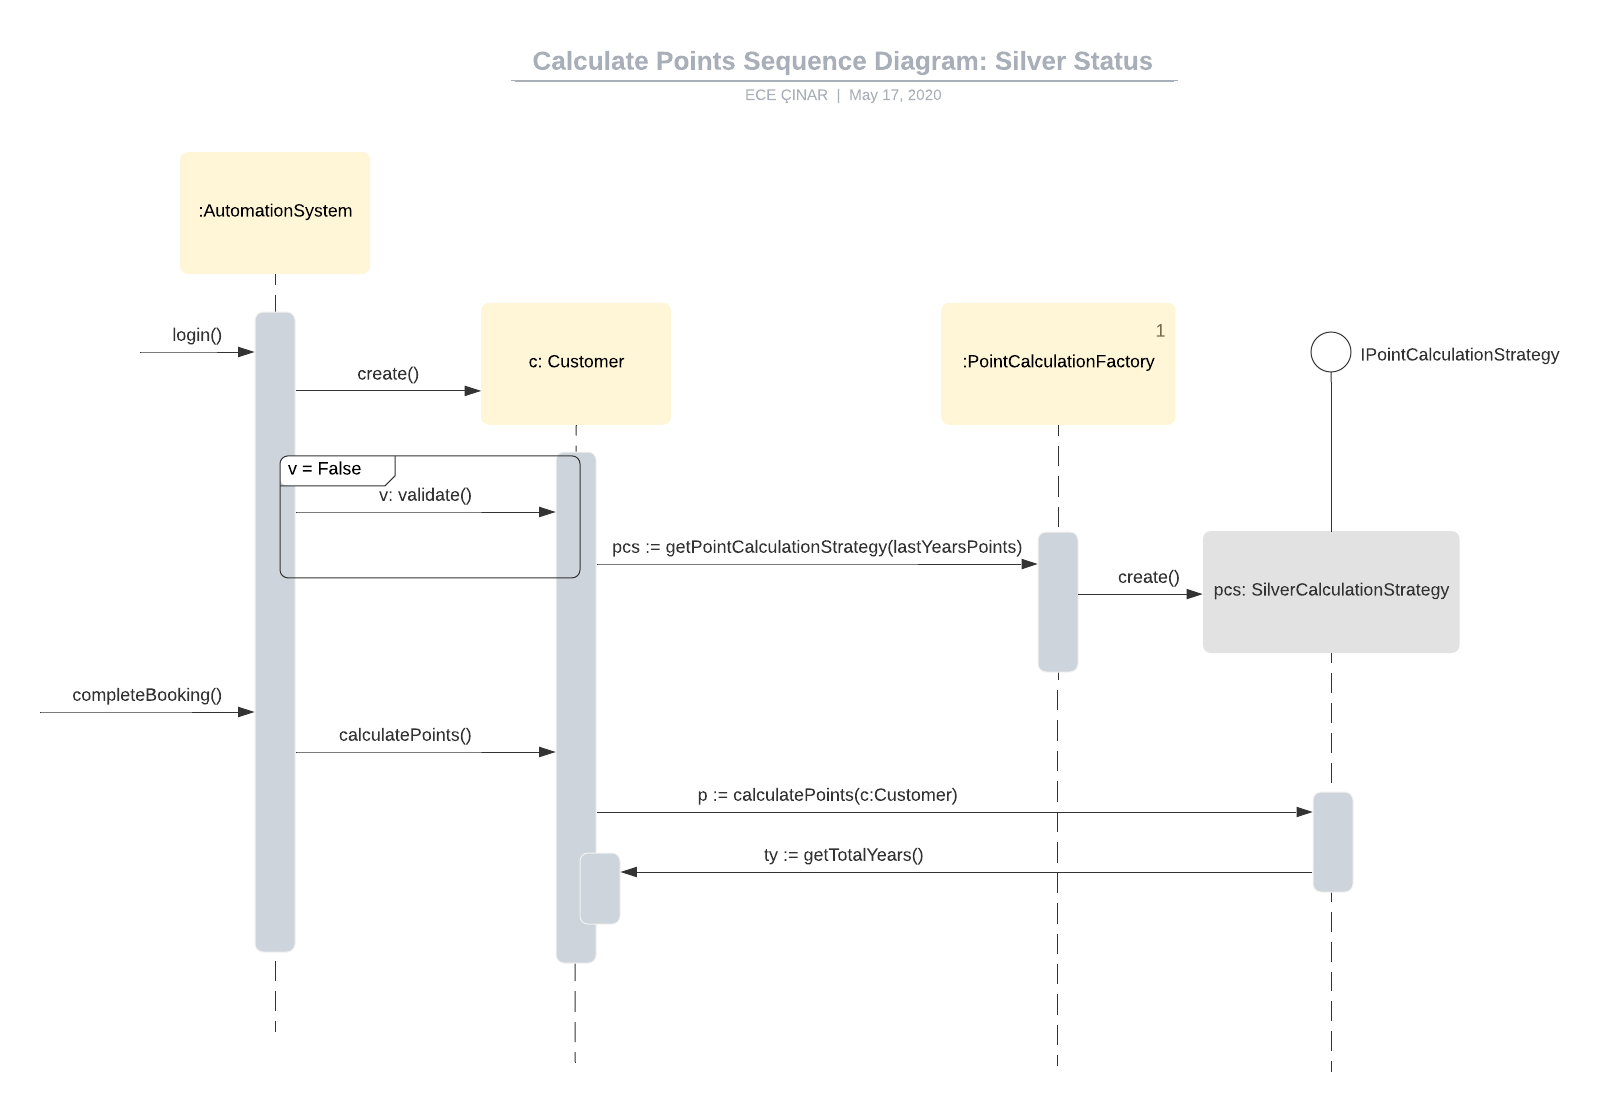 Calculate Points Sequence Diagram: Silver Status
ECE ÇINAR | May 17, 2020
:AutomationSystem
login()
create()
c: Customer
1
:PointCalculationFactory
IPointCalculationStrategy
v = False
v: validate()
pcs := getPointCalculationStrategy(lastYearsPoints)
create()
pcs: SilverCalculationStrategy
completeBooking()
calculatePoints()
p := calculatePoints(c:Customer)
ty := getTotalYears()